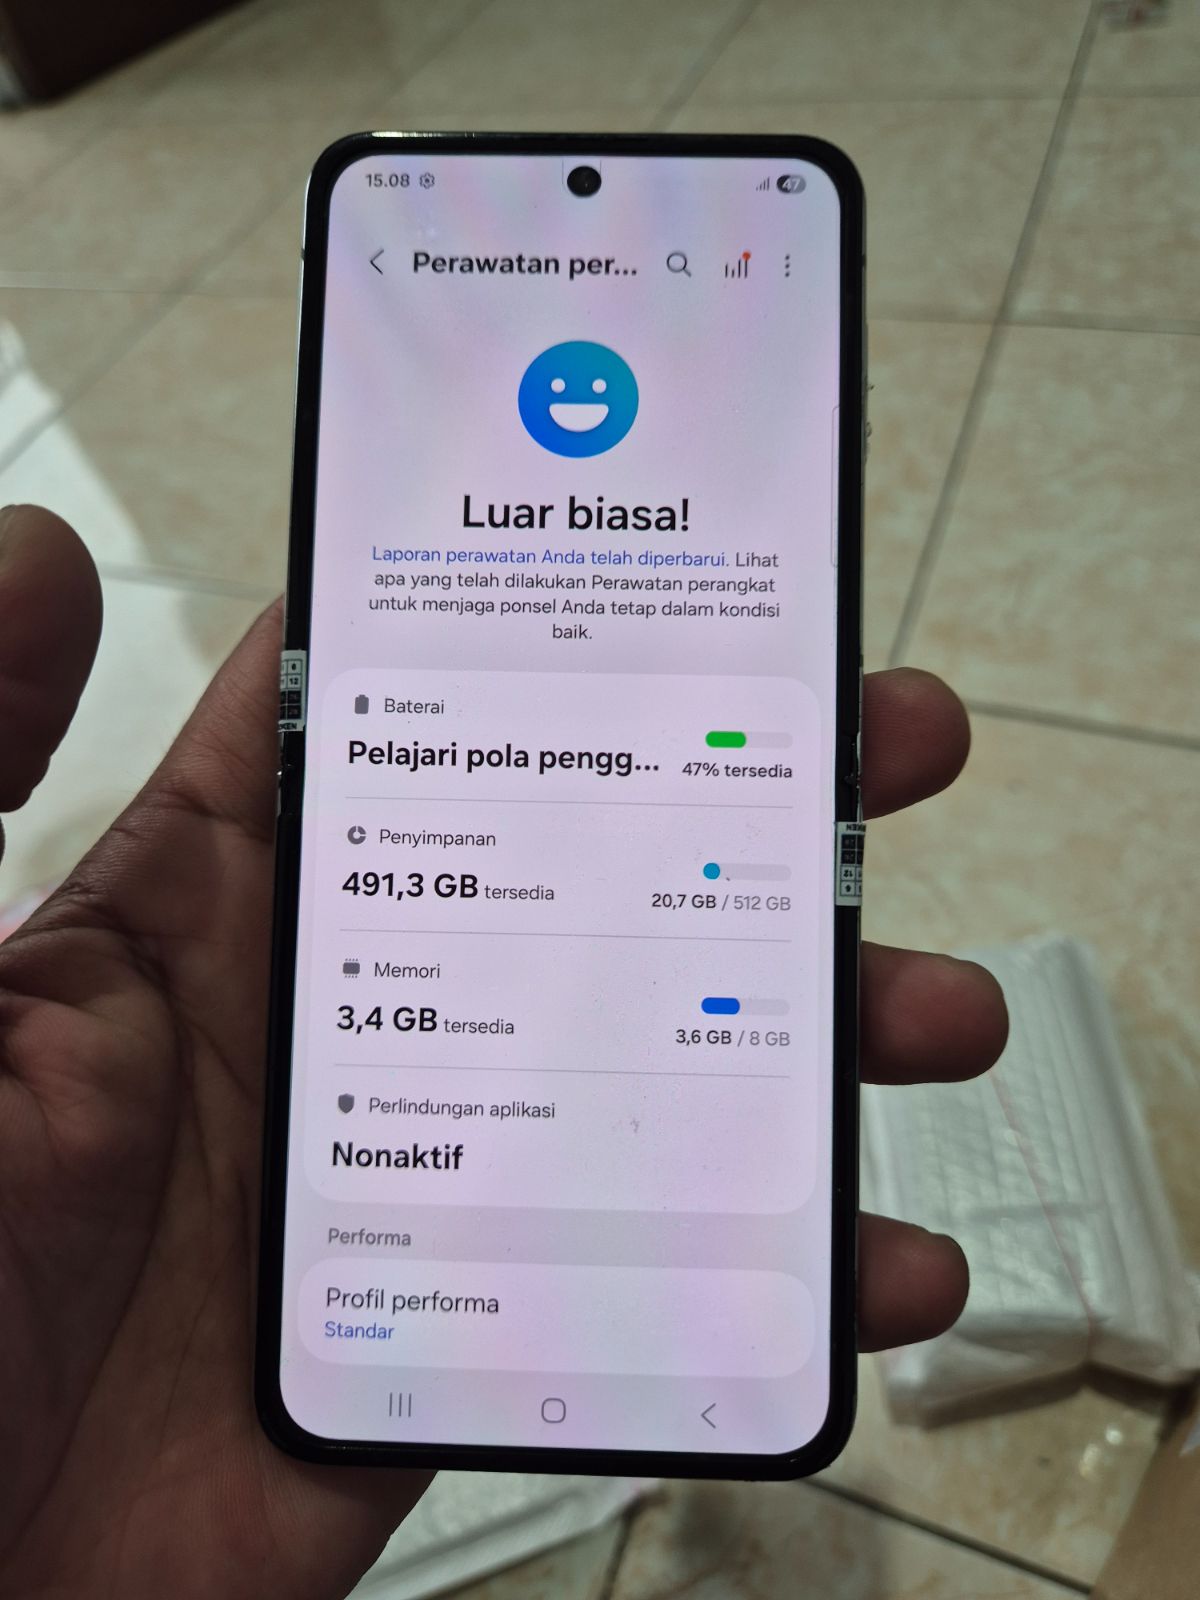 15.08
47
Perawatan per...
Luar biasa!
Laporan perawatan Anda telah diperbarui. Lihat
apa yang telah dilakukan Perawatan perangkat
untuk menjaga ponsel Anda tetap dalam kondisi
baik.
Baterai
Pelajari pola pengg...
47% tersedia
Penyimpanan
491,3 GB tersedia
20,7 GB / 512 GB
Memori
3,4 GB tersedia
3,6 GB / 8 GB
Perlindungan aplikasi
Nonaktif
Performa
Profil performa
Standar
6
12